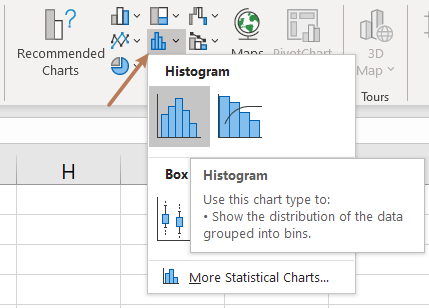 Recommended
Charts
Maps
PivotChart
3D
Map
Tours
Histogram
H
Box
Histogram
Use this chart type to:
• Show the distribution of the data
grouped into bins.
More Statistical Charts...